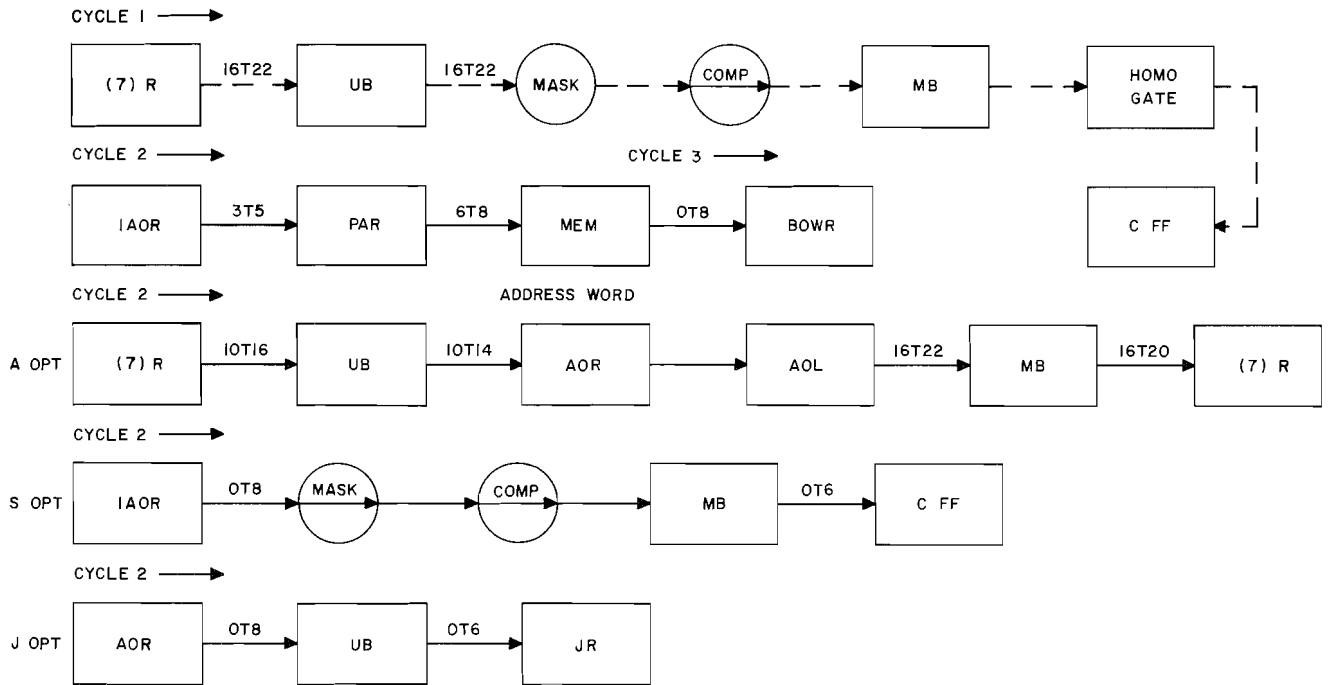 CYCLE 1
(7) R 16T22 UB 16T22 MASK COMP MB HOMO GATE
CYCLE 2 CYCLE 3
IAOR 3T5 PAR 6T8 MEM 0T8 BOWR C FF
CYCLE 2 ADDRESS WORD
A OPT (7) R 10T16 UB 10T14 AOR AOL 16T22 MB 16T20 (7) R
CYCLE 2
S OPT IAOR 0T8 MASK COMP MB 0T6 C FF
CYCLE 2
J OPT AOR 0T8 UB 0T6 JR